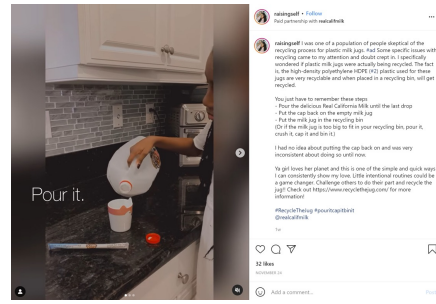 raisingself • Follow
Paid partnership with realcalifmilk
raisingself I was one of a population of people skeptical of the
recycling process for plastic milk jugs. #ad Some specific issues with
recycling came to my attention and doubt crept in. I specifically
wondered if plastic milk jugs were actually being recycled. The fact
is, the high-density polyethylene HDPE (#2) plastic used for these
jugs are very recyclable and when placed in a recycling bin, will get
recycled.
You just have to remember these steps
- Pour the delicious Real California Milk until the last drop
- Put the cap back on the empty milk jug
- Put the milk jug in the recycling bin
(Or if the milk jug is too big to fit in your recycling bin, pour it,
crush it, cap it and bin it.)
I had no idea about putting the cap back on and was very
inconsistent about doing so until now.
Ya girl loves her planet and this is one of the simple and quick ways
I can consistently show my love. Little intentional routines could be
a game changer. Challenge others to do their part and recycle the
jug!! Check out https://www.recyclethejug.com/ for more
information!
#RecycleTheJug #pouritcapitbinit
@realcalifmilk
1w
Pour it.
32 likes
NOVEMBER 24
Add a comment...
Post